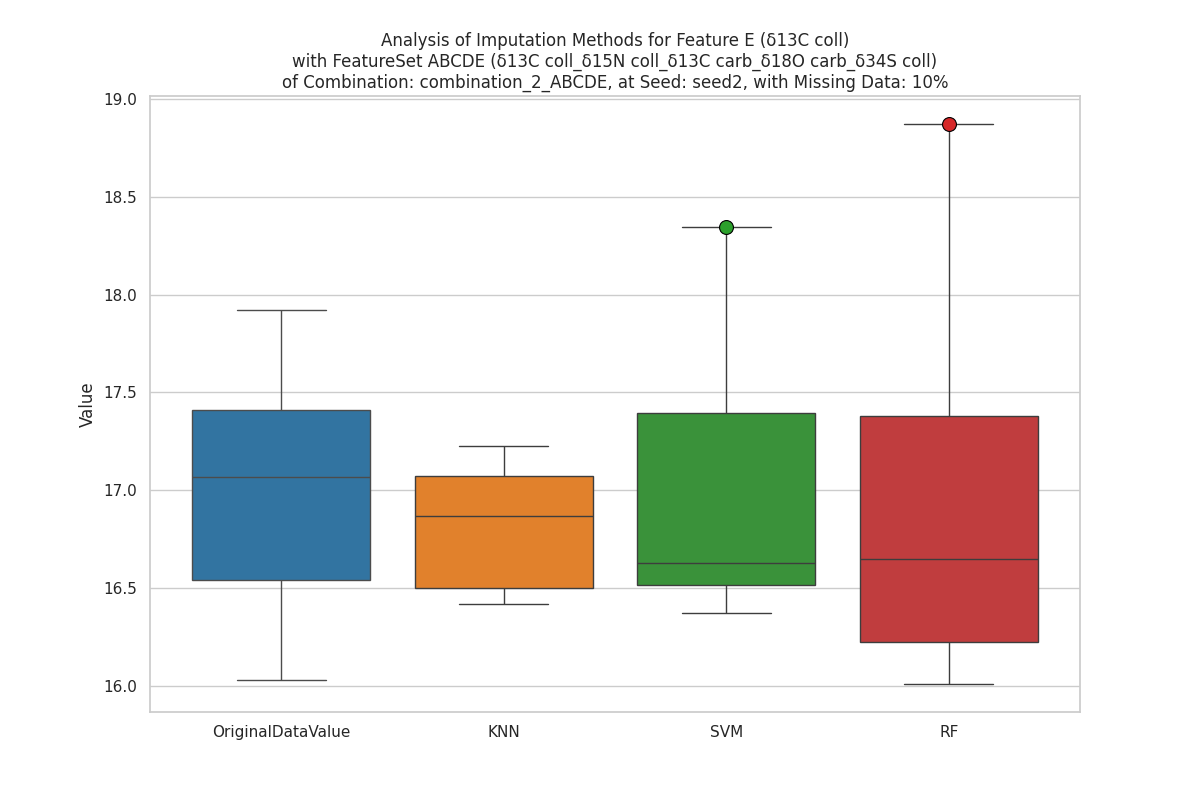 Analysis of Imputation Methods for Feature E (δ13C coll)
with FeatureSet ABCDE (δ13C coll_δ15N coll_δ13C carb_δ18O carb_δ34S coll)
of Combination: combination_2_ABCDE, at Seed: seed2, with Missing Data: 10%
19.0
18.5
18.0
17.5
17.0
16.5
16.0
Value
OriginalDataValue
KNN
SVM
RF